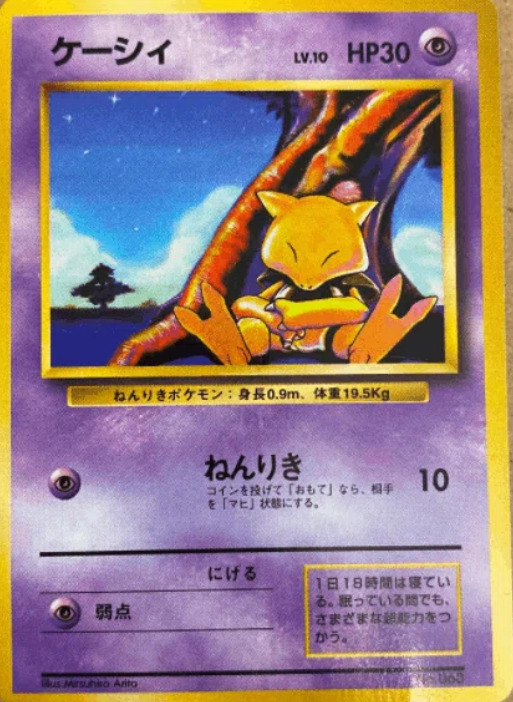 ケーシィ
LV.10 HP30
ねんりきポケモン：身長0.9m、体重19.5Kg
ねんりき 10
コインを投げて「おもて」なら、相手
を「マヒ」状態にする。
にげる
弱点
1日18時間は寝てい
る。眠っている間でも、
さまざまな超能力をつ
かう。
Illus.Mitsuhiro Arita
063